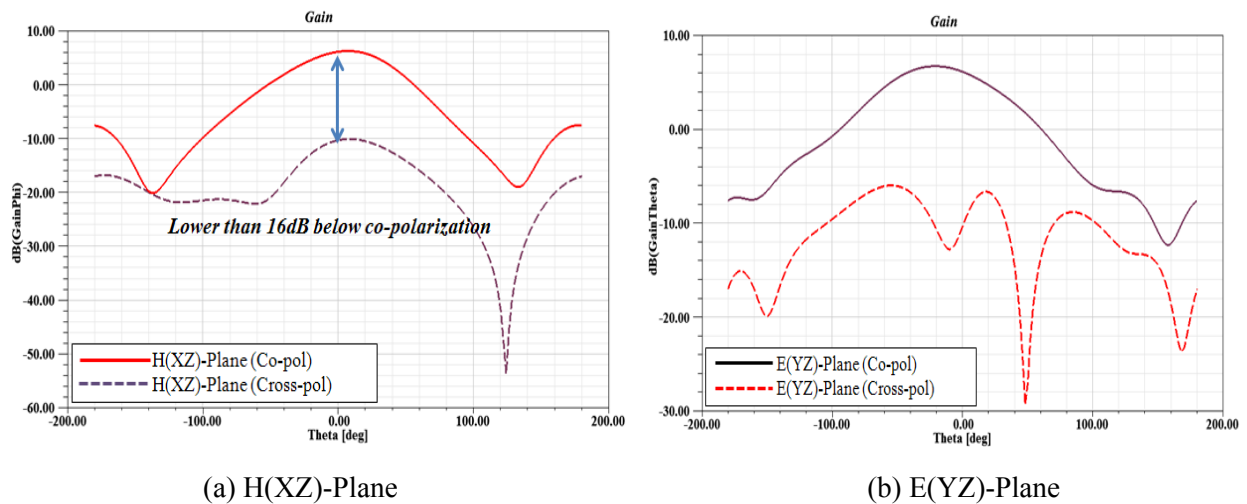 Gain
10.00
0.00
-10.00
-20.00
-30.00
-40.00
-50.00
-60.00
dB(GainPhi)
Lower than 16dB below co-polarization
H(XZ)-Plane (Co-pol)
H(XZ)-Plane (Cross-pol)
-200.00
-100.00
0.00
100.00
200.00
Theta [deg]
(a) H(XZ)-Plane
Gain
10.00
0.00
-10.00
-20.00
-30.00
dB(GainTheta)
E(YZ)-Plane (Co-pol)
E(YZ)-Plane (Cross-pol)
-200.00
-100.00
0.00
100.00
200.00
Theta [deg]
(b) E(YZ)-Plane